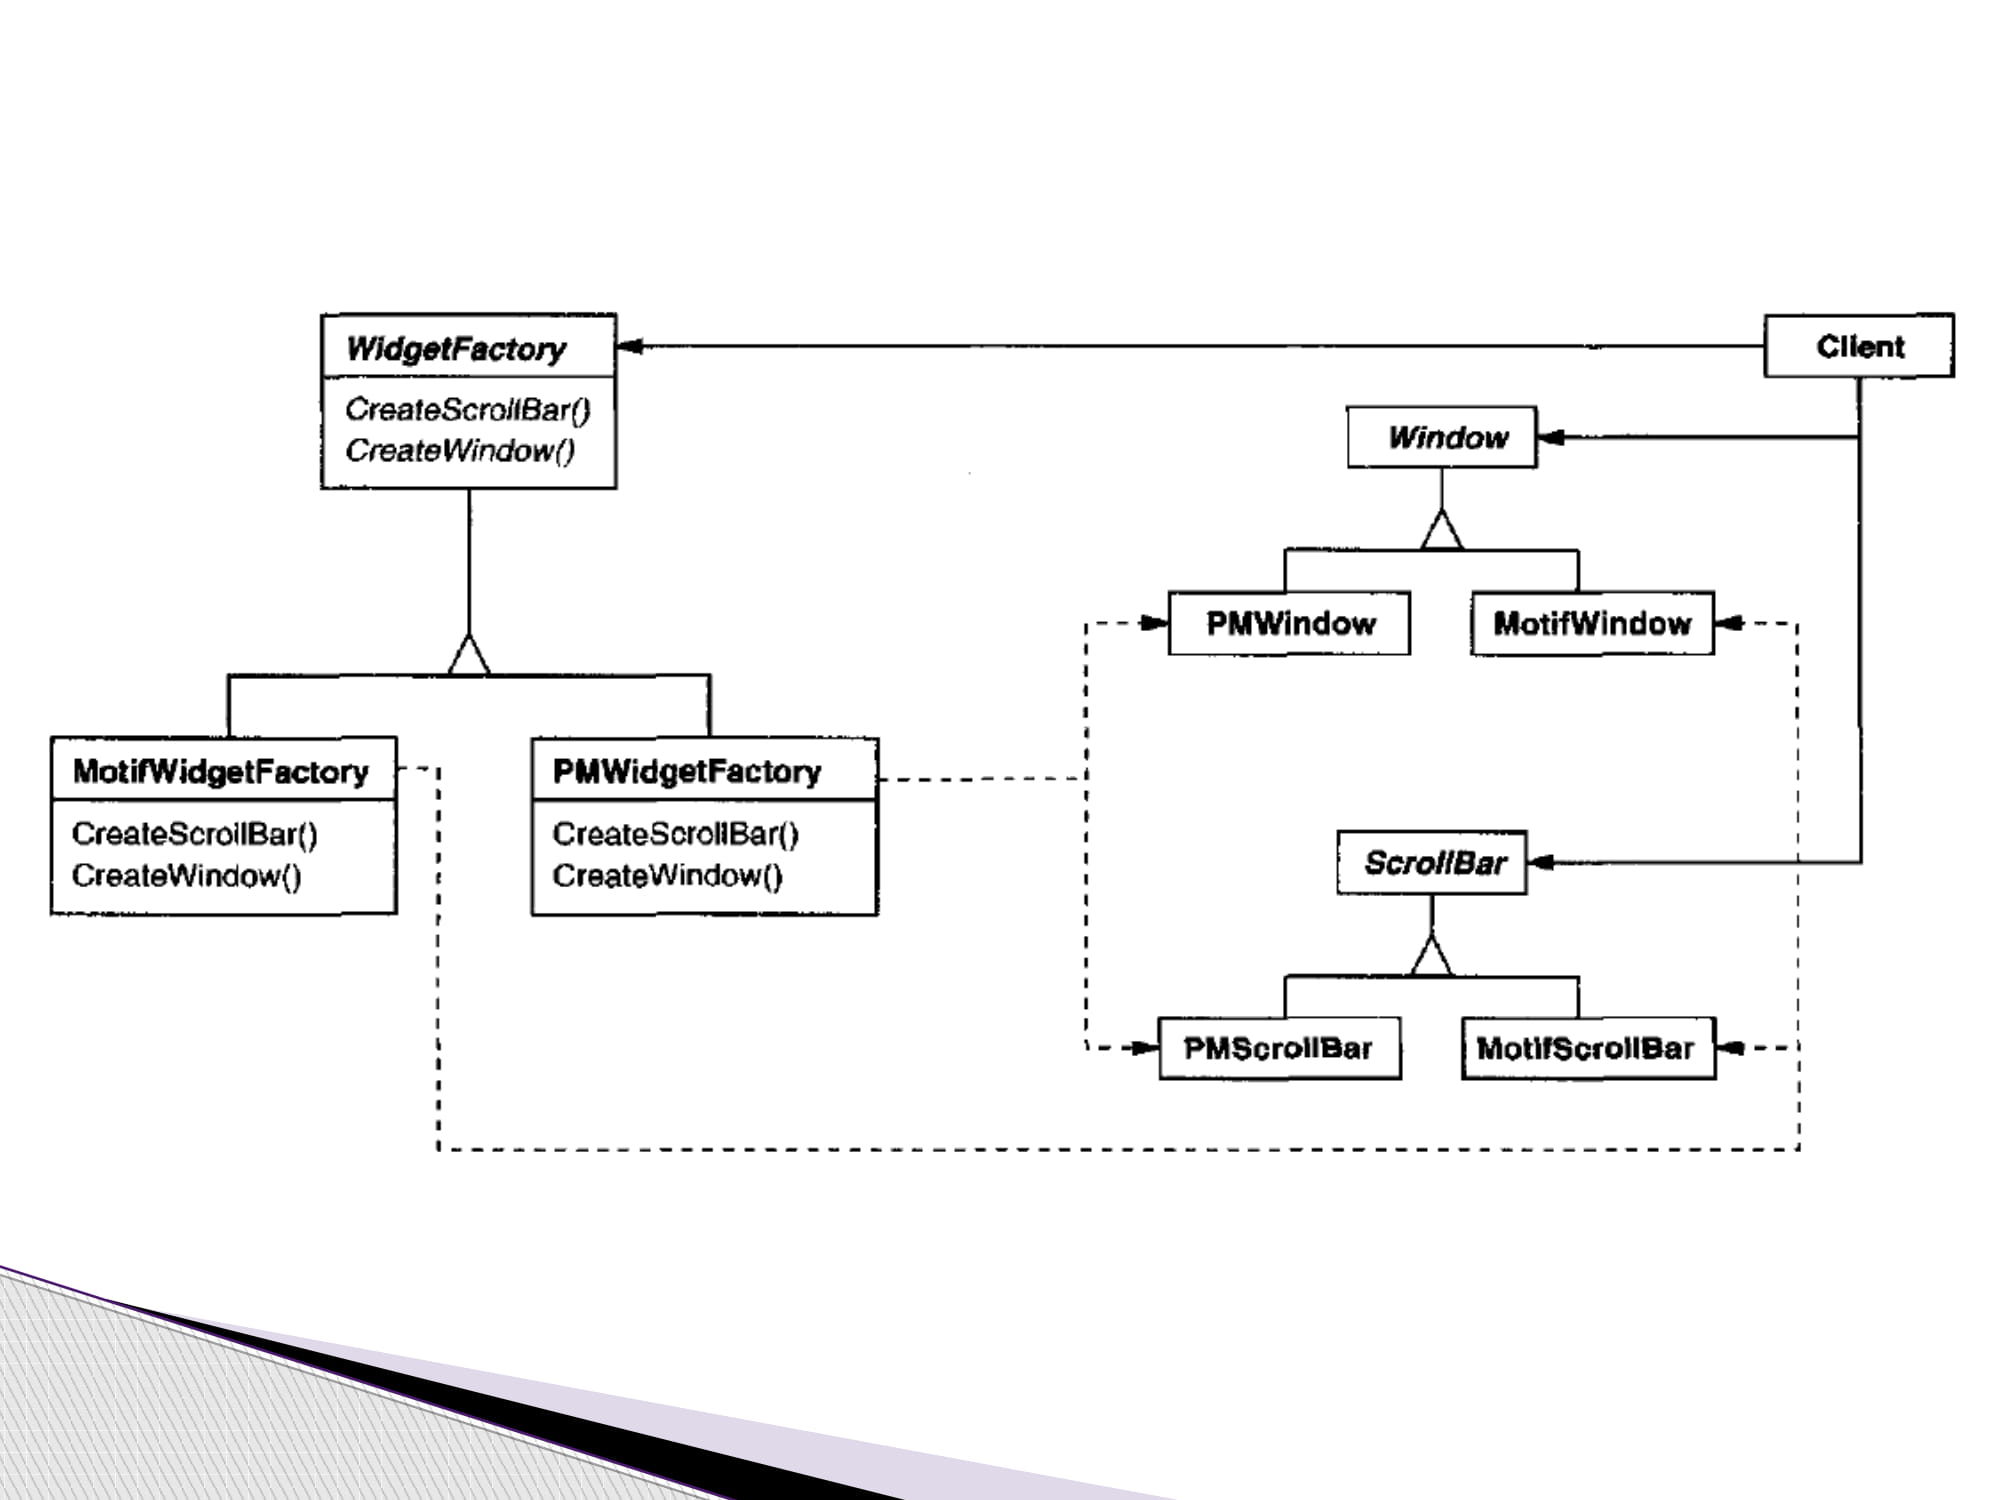 WidgetFactory
CreateScrollBar()
CreateWindow()
Client
Window
PMWindow
MotifWindow
MotifWidgetFactory
CreateScrollBar()
CreateWindow()
PMWidgetFactory
CreateScrollBar()
CreateWindow()
ScrollBar
PMScrollBar
MotifScrollBar